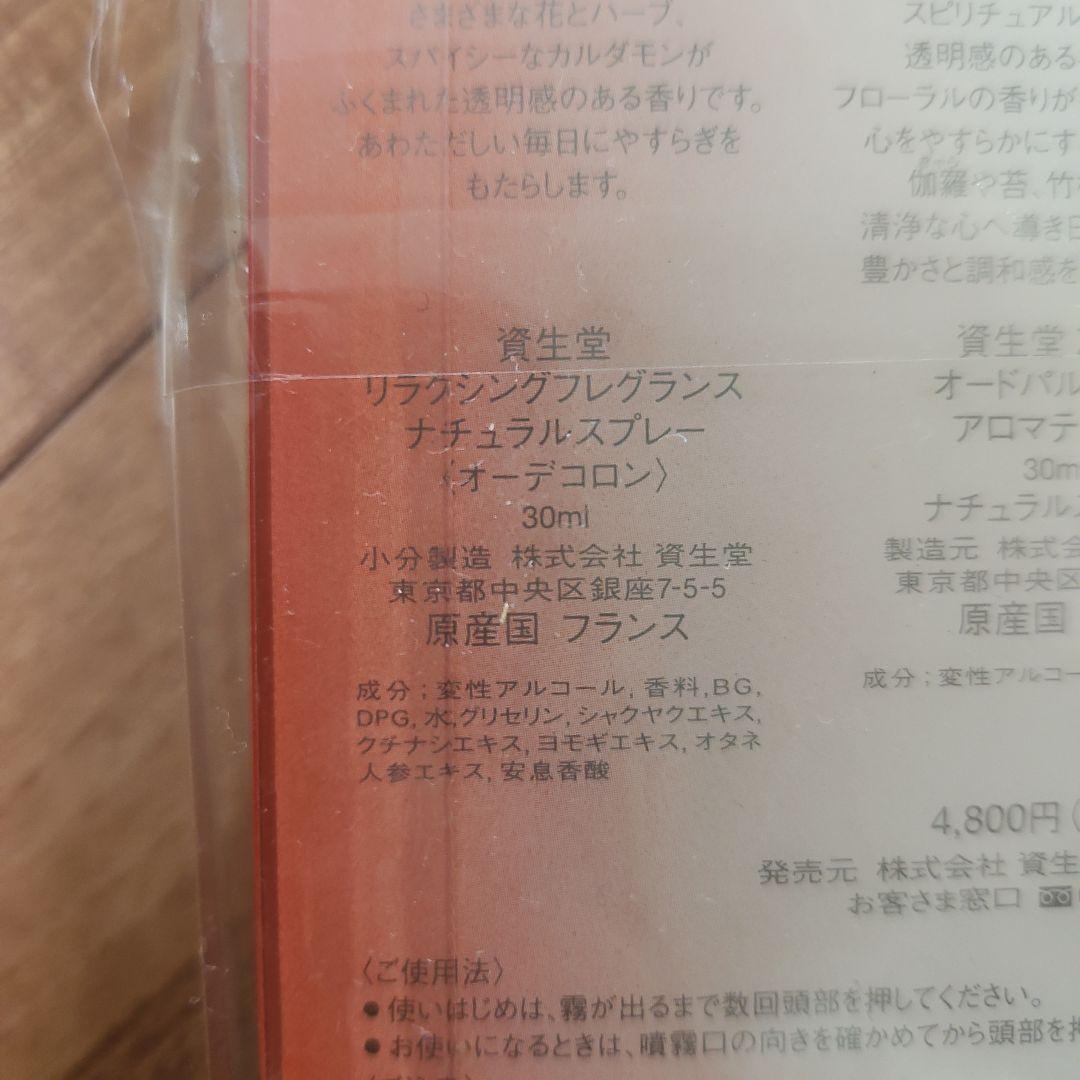 さまざまな花とハーブ、
スパイシーなカルダモンが
ふくまれた透明感のある香りです。
あわただしい毎日にやすらぎを
もたらします。
資生堂
リラクシングフレグランス
ナチュラルスプレー
〈オーデコロン〉
30ml
小分製造 株式会社 資生堂
東京都中央区銀座7-5-5
原産国 フランス
成分；変性アルコール, 香料,BG,
DPG, 水,グリセリン, シャクヤクエキス,
クチナシエキス, ヨモギエキス, オタネ
人参エキス, 安息香酸
スピリチュアル
透明感のある
フローラルの香りが
心をやすらかにす
伽羅や苔、竹
清浄な心へ導き
豊かさと調和感を
資生堂
オードパル
アロマテ
30m
ナチュラル
製造元 株式会
東京都中央区
原産国
成分；変性アルコー
4,800円（
発売元 株式会社 資生
お客さま窓口
〈ご使用法〉
● 使いはじめは、霧が出るまで数回頭部を押してください。
● お使いになるときは、噴霧口の向きを確かめてから頭部を